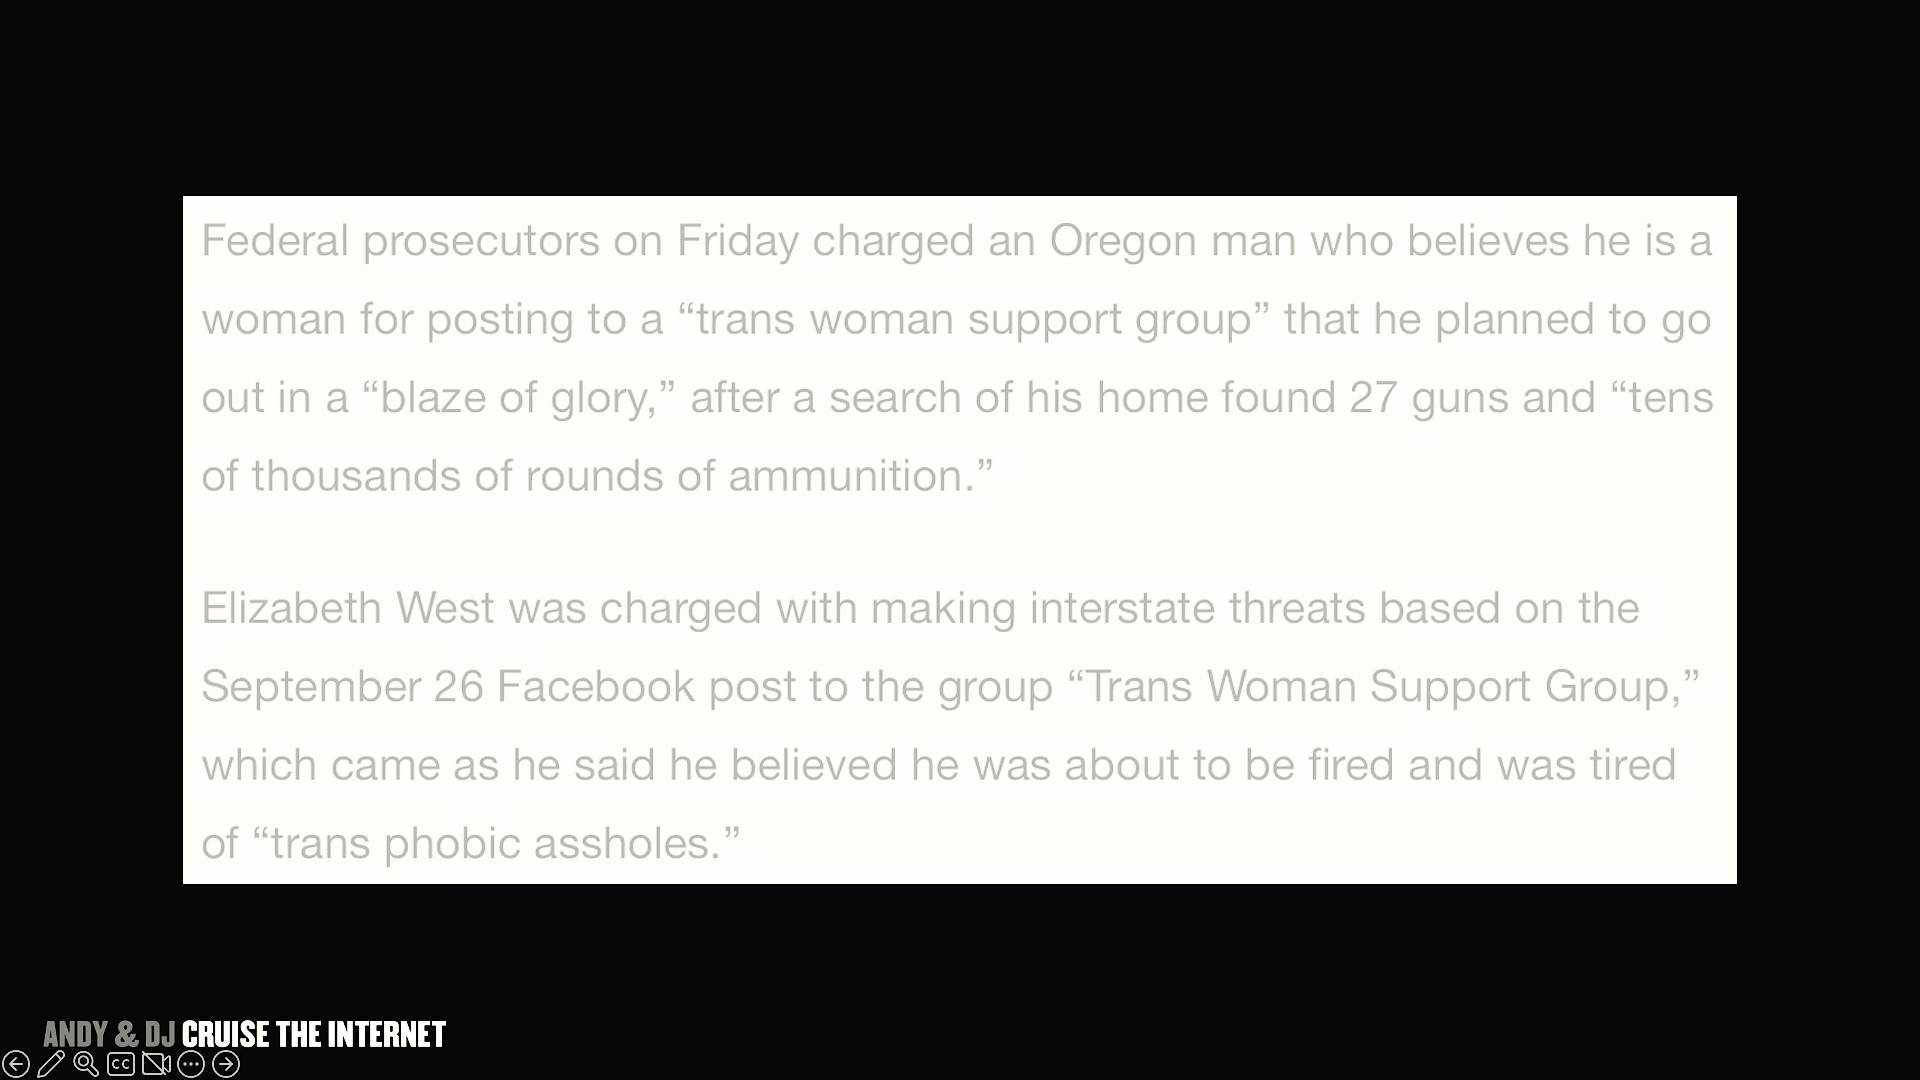 Federal prosecutors on Friday charged an Oregon man who believes he is a
woman for posting to a “trans woman support group” that he planned to go
out in a “blaze of glory,” after a search of his home found 27 guns and “tens
of thousands of rounds of ammunition.”
Elizabeth West was charged with making interstate threats based on the
September 26 Facebook post to the group “Trans Woman Support Group,”
which came as he said he believed he was about to be fired and was tired
of “trans phobic assholes.”
ANDY & DJ CRUISE THE INTERNET
CC